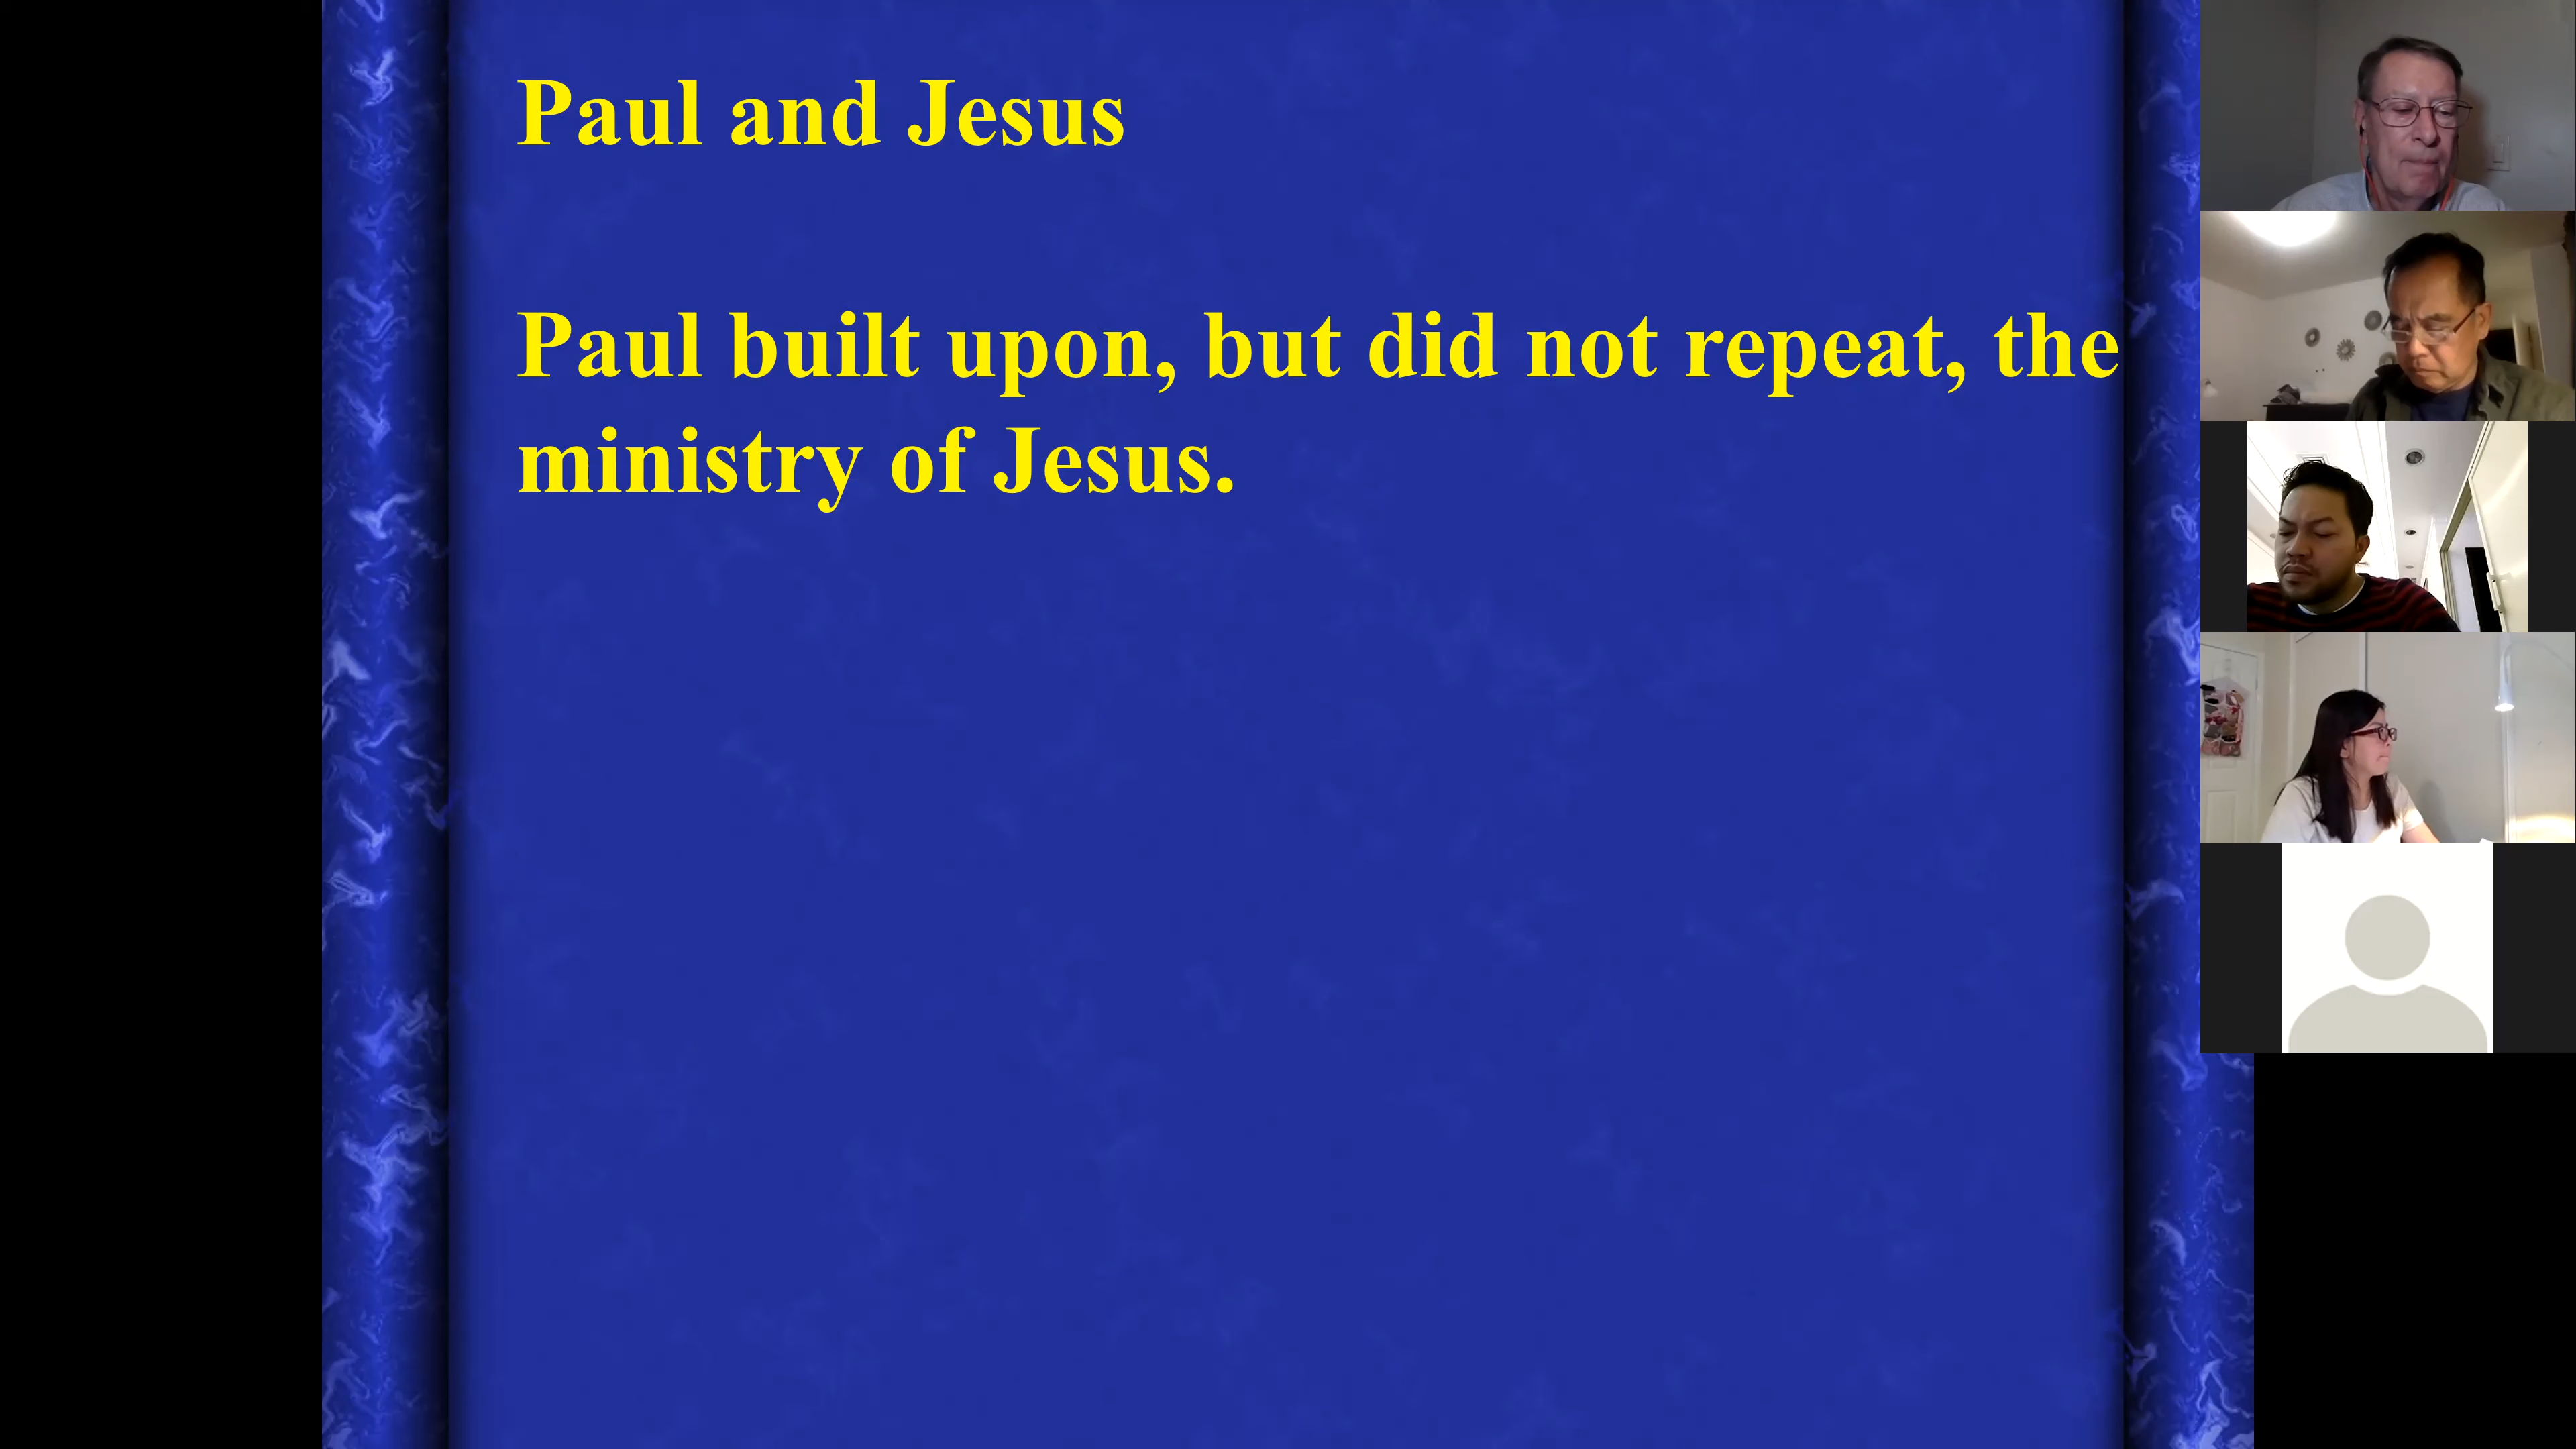 Paul and Jesus
Paul built upon, but did not repeat, the
ministry of Jesus.